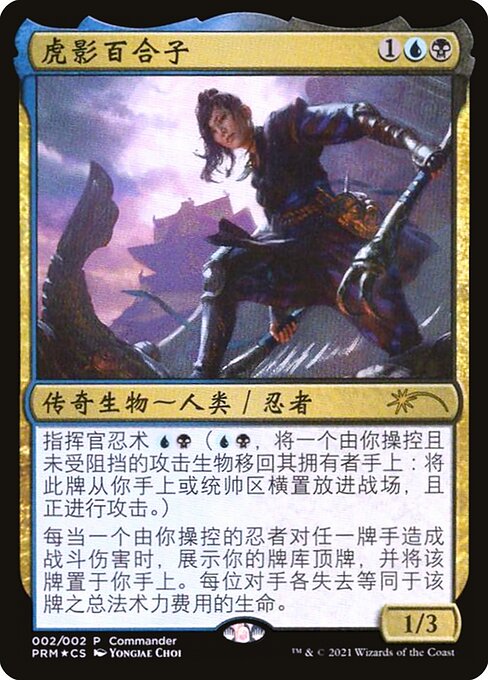 虎影百合子 1
传奇生物～人类／忍者
指挥官忍术（，将一个由你操控且
未受阻挡的攻击生物移回其拥有者手上：将
此牌从你手上或统帅区横置放进战场，且
正进行攻击。）
每当一个由你操控的忍者对任一牌手造成
战斗伤害时，展示你的牌库顶牌，并将该
牌置于你手上。每位对手各失去等同于该
牌之总法术力费用的生命。
1/3
002/002 P Commander
PRM★CS YONGJAE CHOI
™ & © 2021 Wizards of the Coast